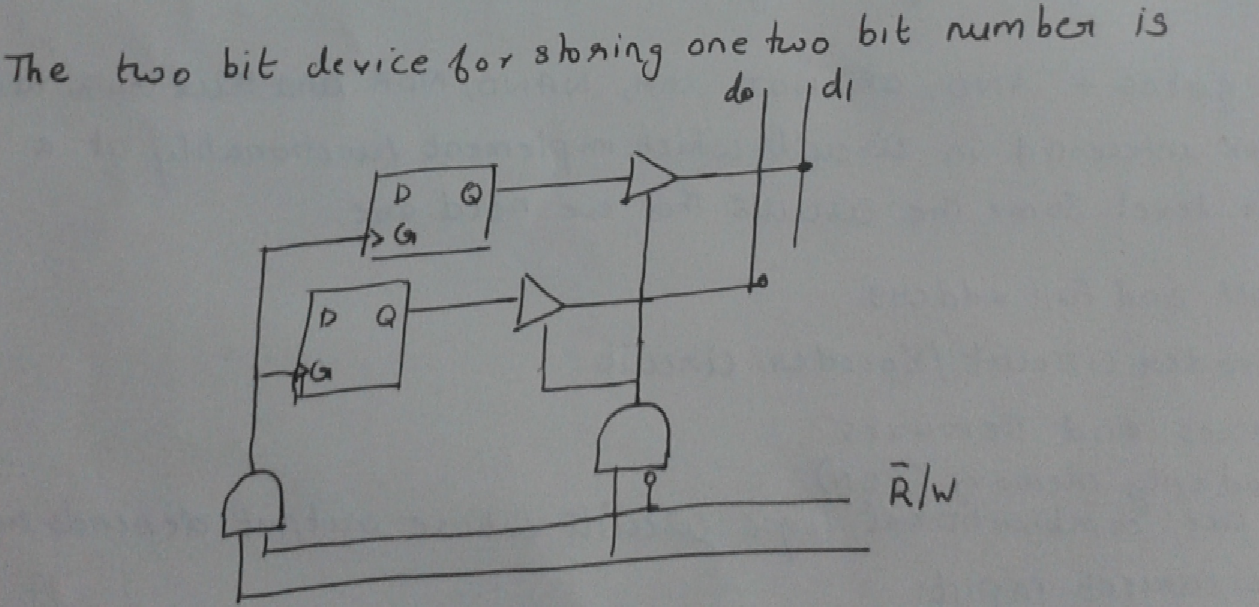 The two bit device for storing one two bit number is
d0 d1
D Q
G
D Q
G
R̄/W